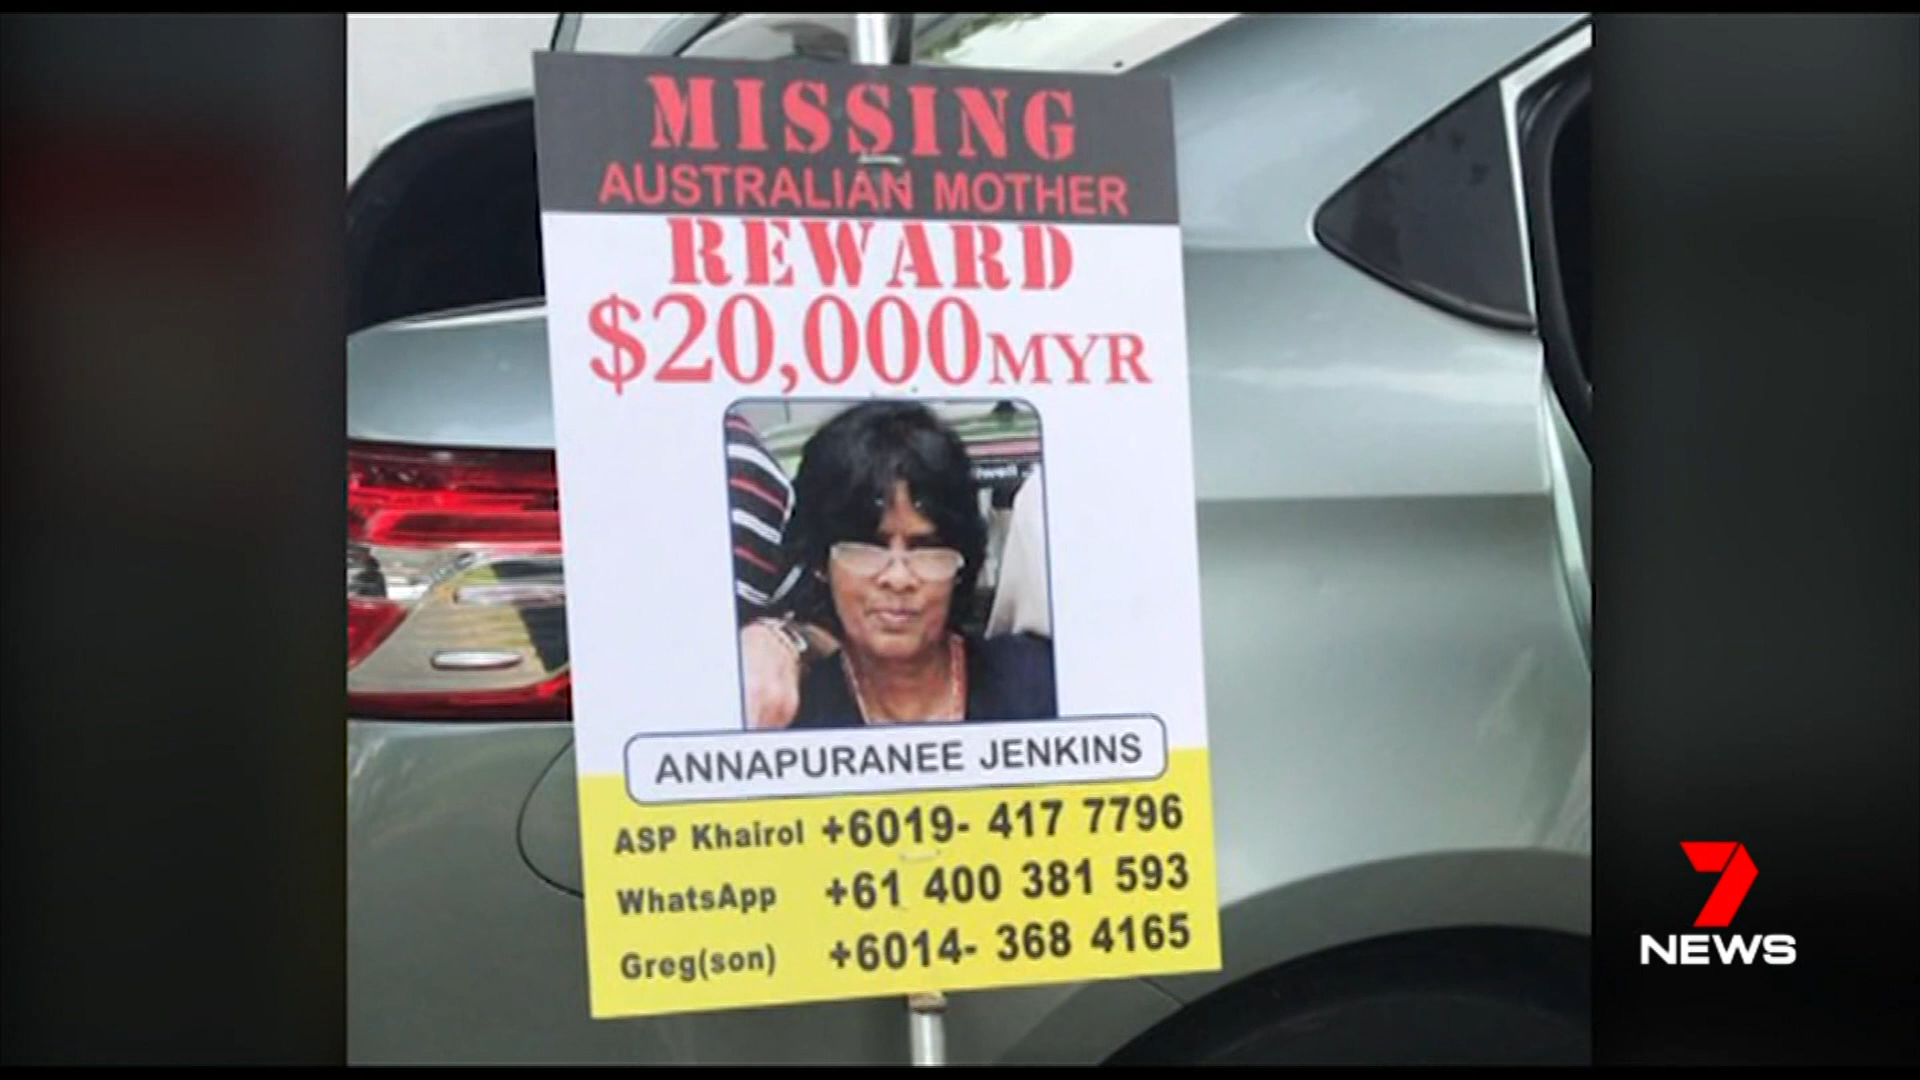 MISSING
AUSTRALIAN MOTHER
REWARD
$20,000MYR
ANNAPURANEE JENKINS
ASP Khairol +6019- 417 7796
WhatsApp +61 400 381 593
Greg(son) +6014- 368 4165
7
NEWS